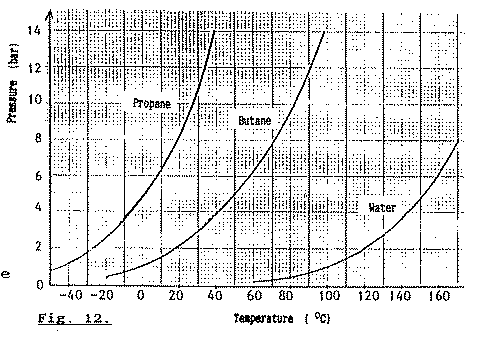 Pressure (bar)
14
12
10
8
6
4
2
0
Propane
Butane
Water
-40 -20 0 20 40 60 80 100 120 140 160
Fig. 12.
Temperature ( °C)
e